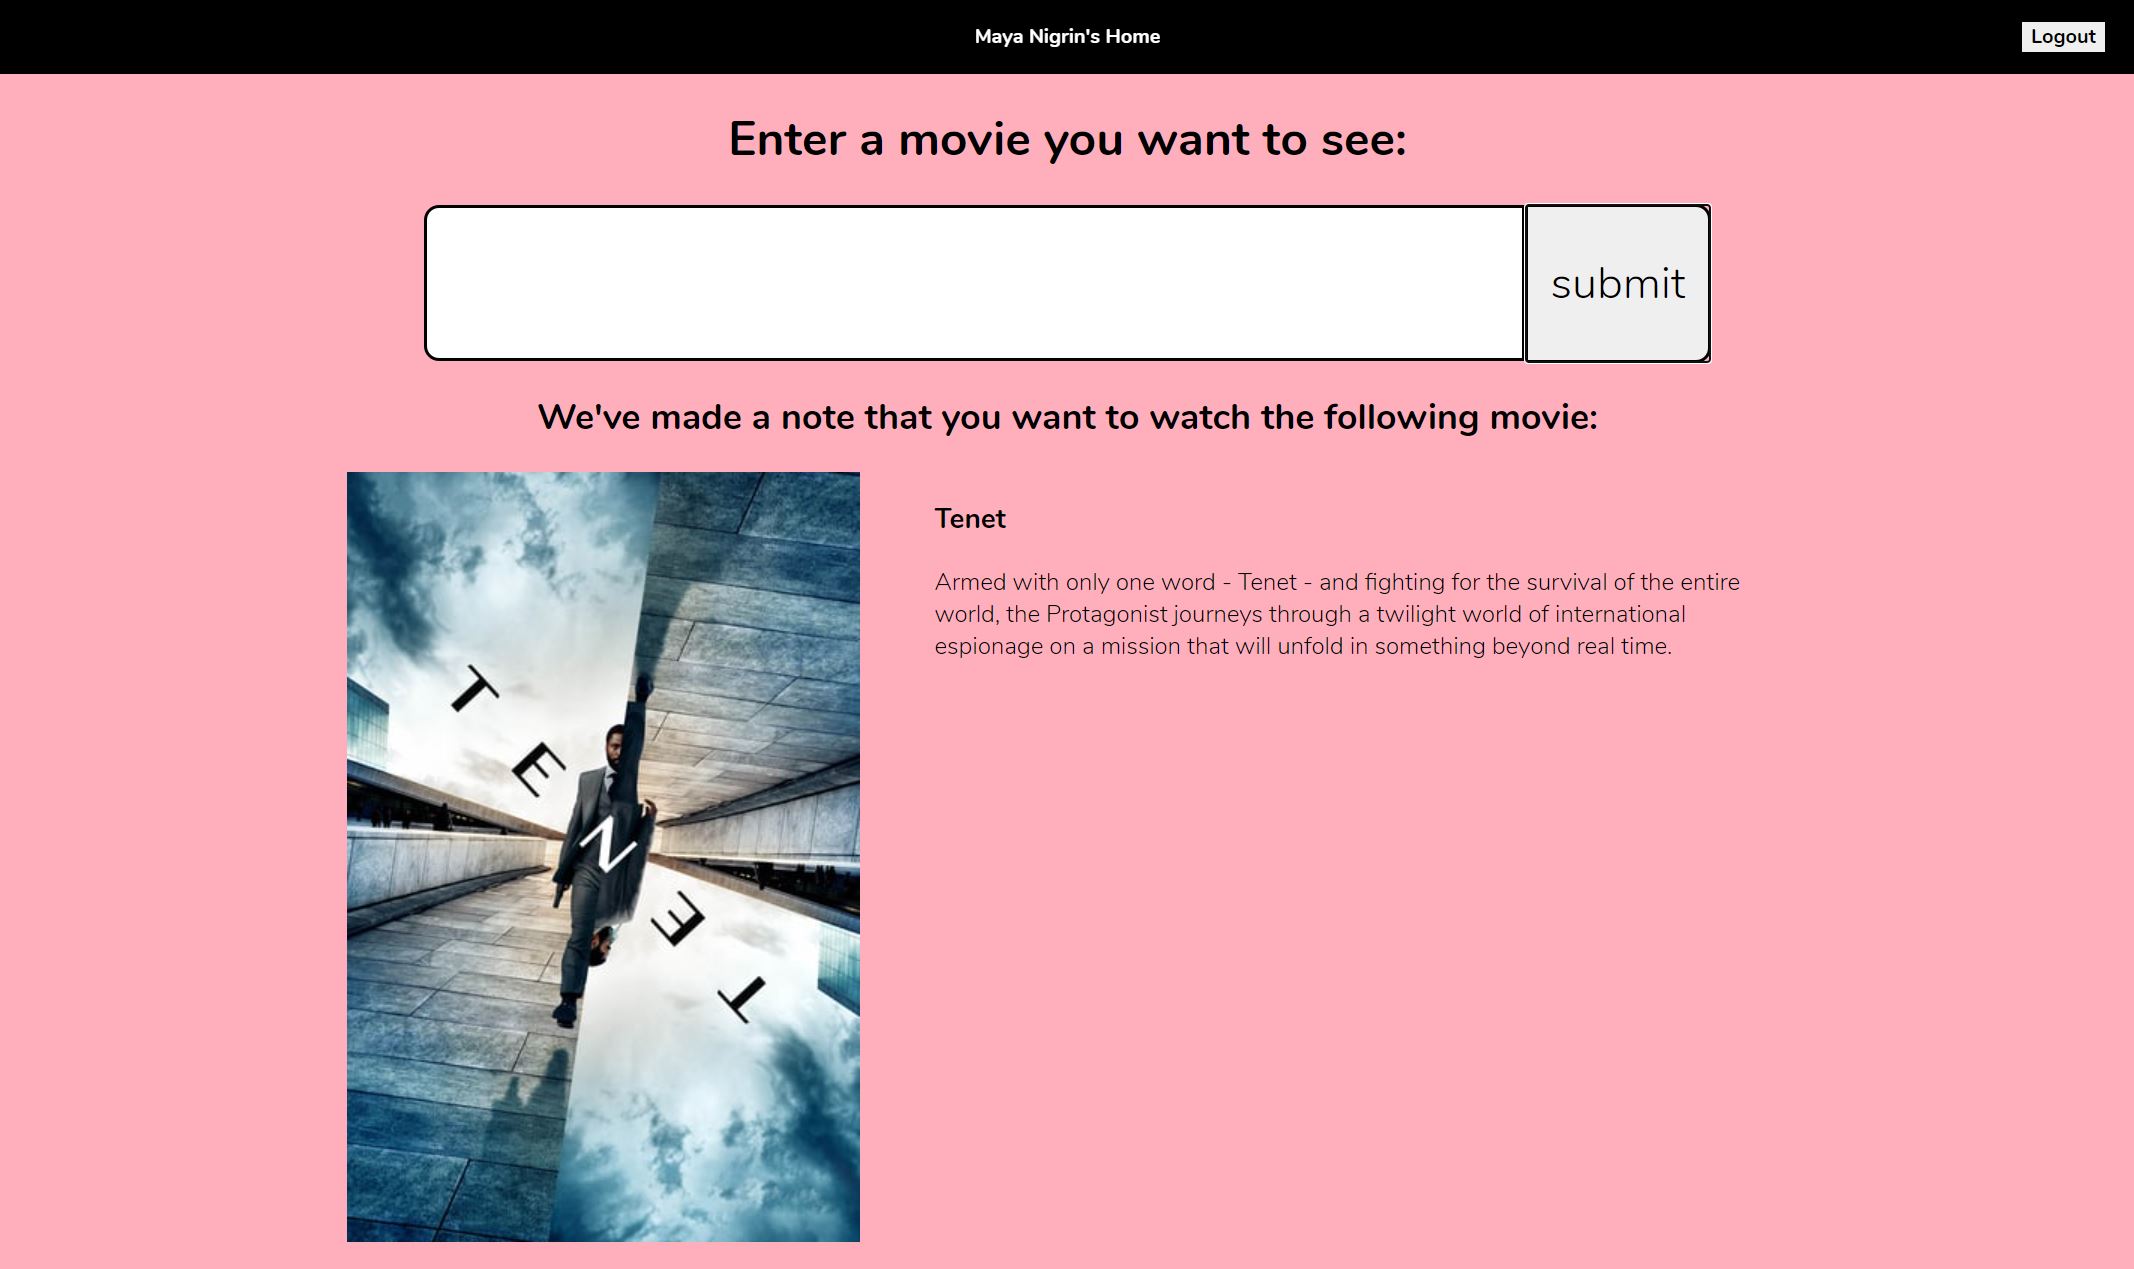 Maya Nigrin's Home
Logout
Enter a movie you want to see:
submit
We've made a note that you want to watch the following movie:
TENET
Tenet
Armed with only one word - Tenet - and fighting for the survival of the entire
world, the Protagonist journeys through a twilight world of international
espionage on a mission that will unfold in something beyond real time.